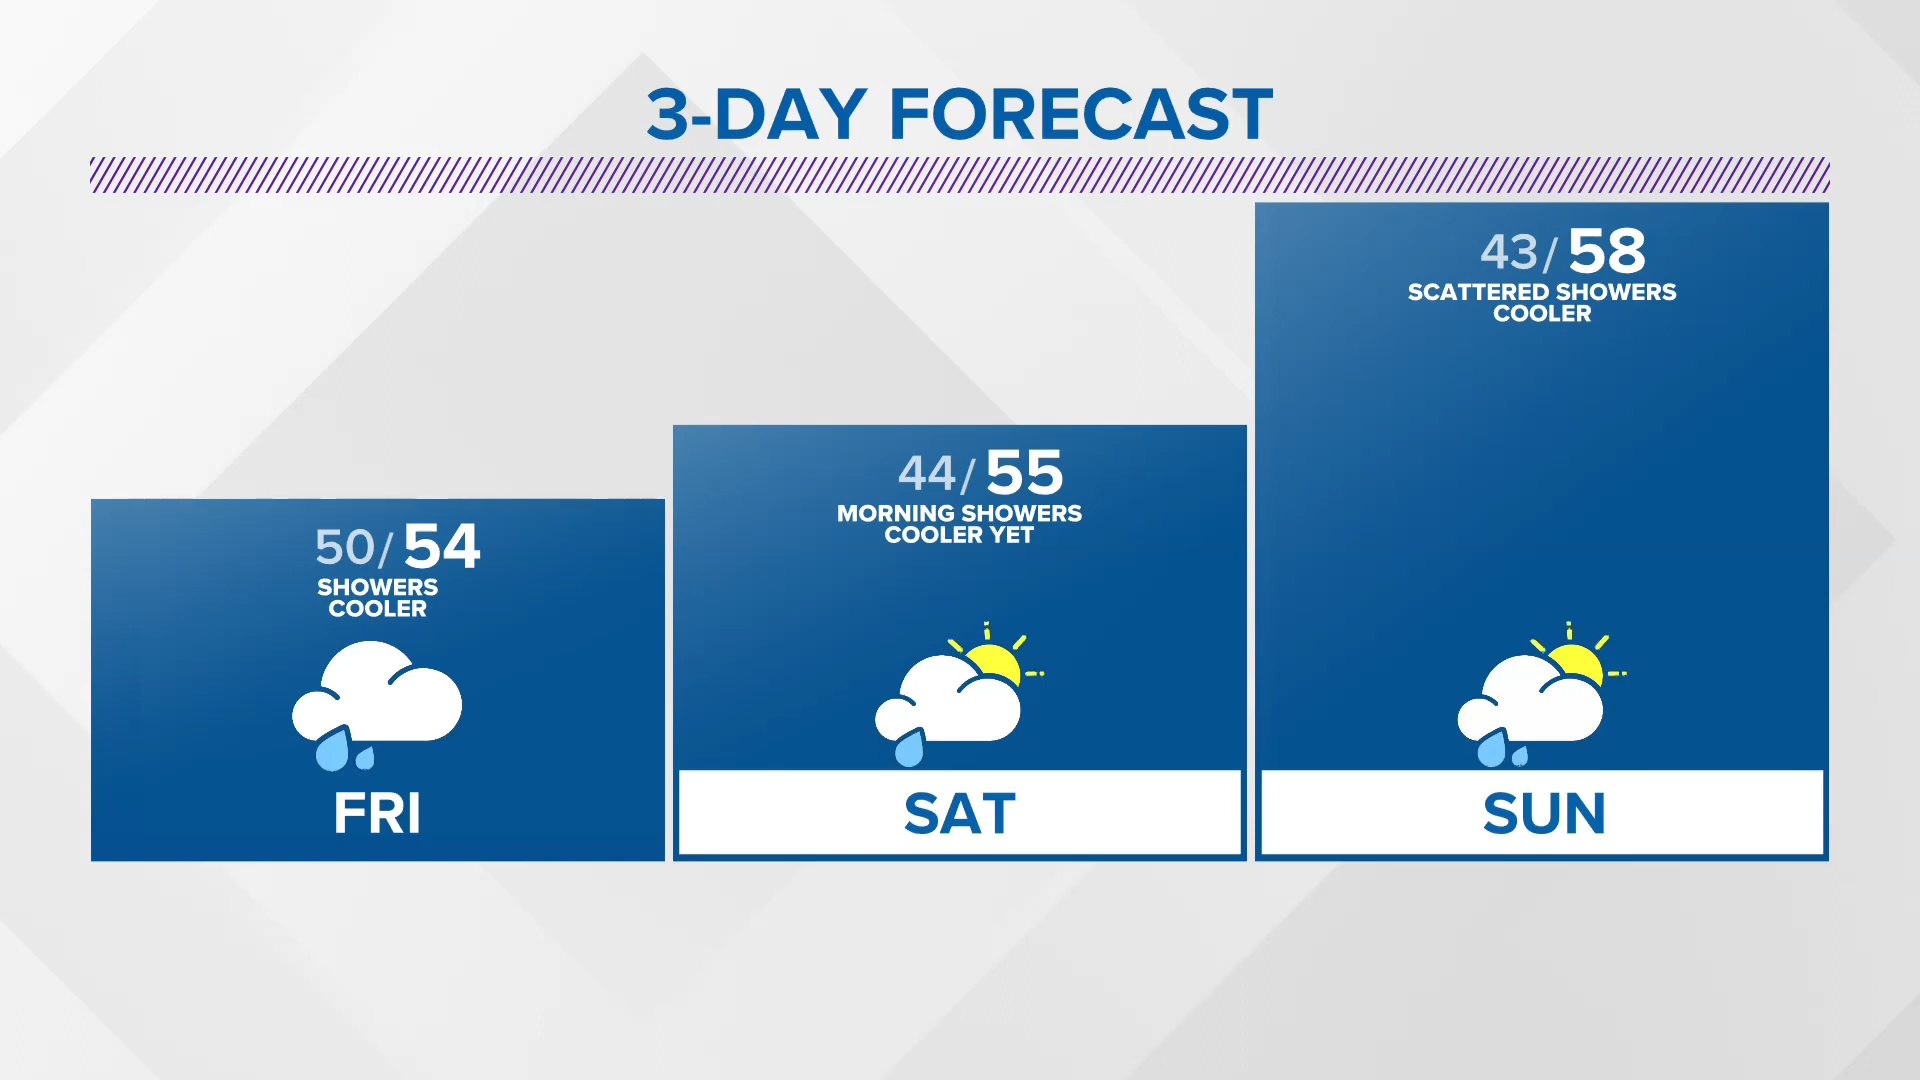 3-DAY FORECAST
50/54
SHOWERS
COOLER
FRI
44/55
MORNING SHOWERS
COOLER YET
SAT
43/58
SCATTERED SHOWERS
COOLER
SUN